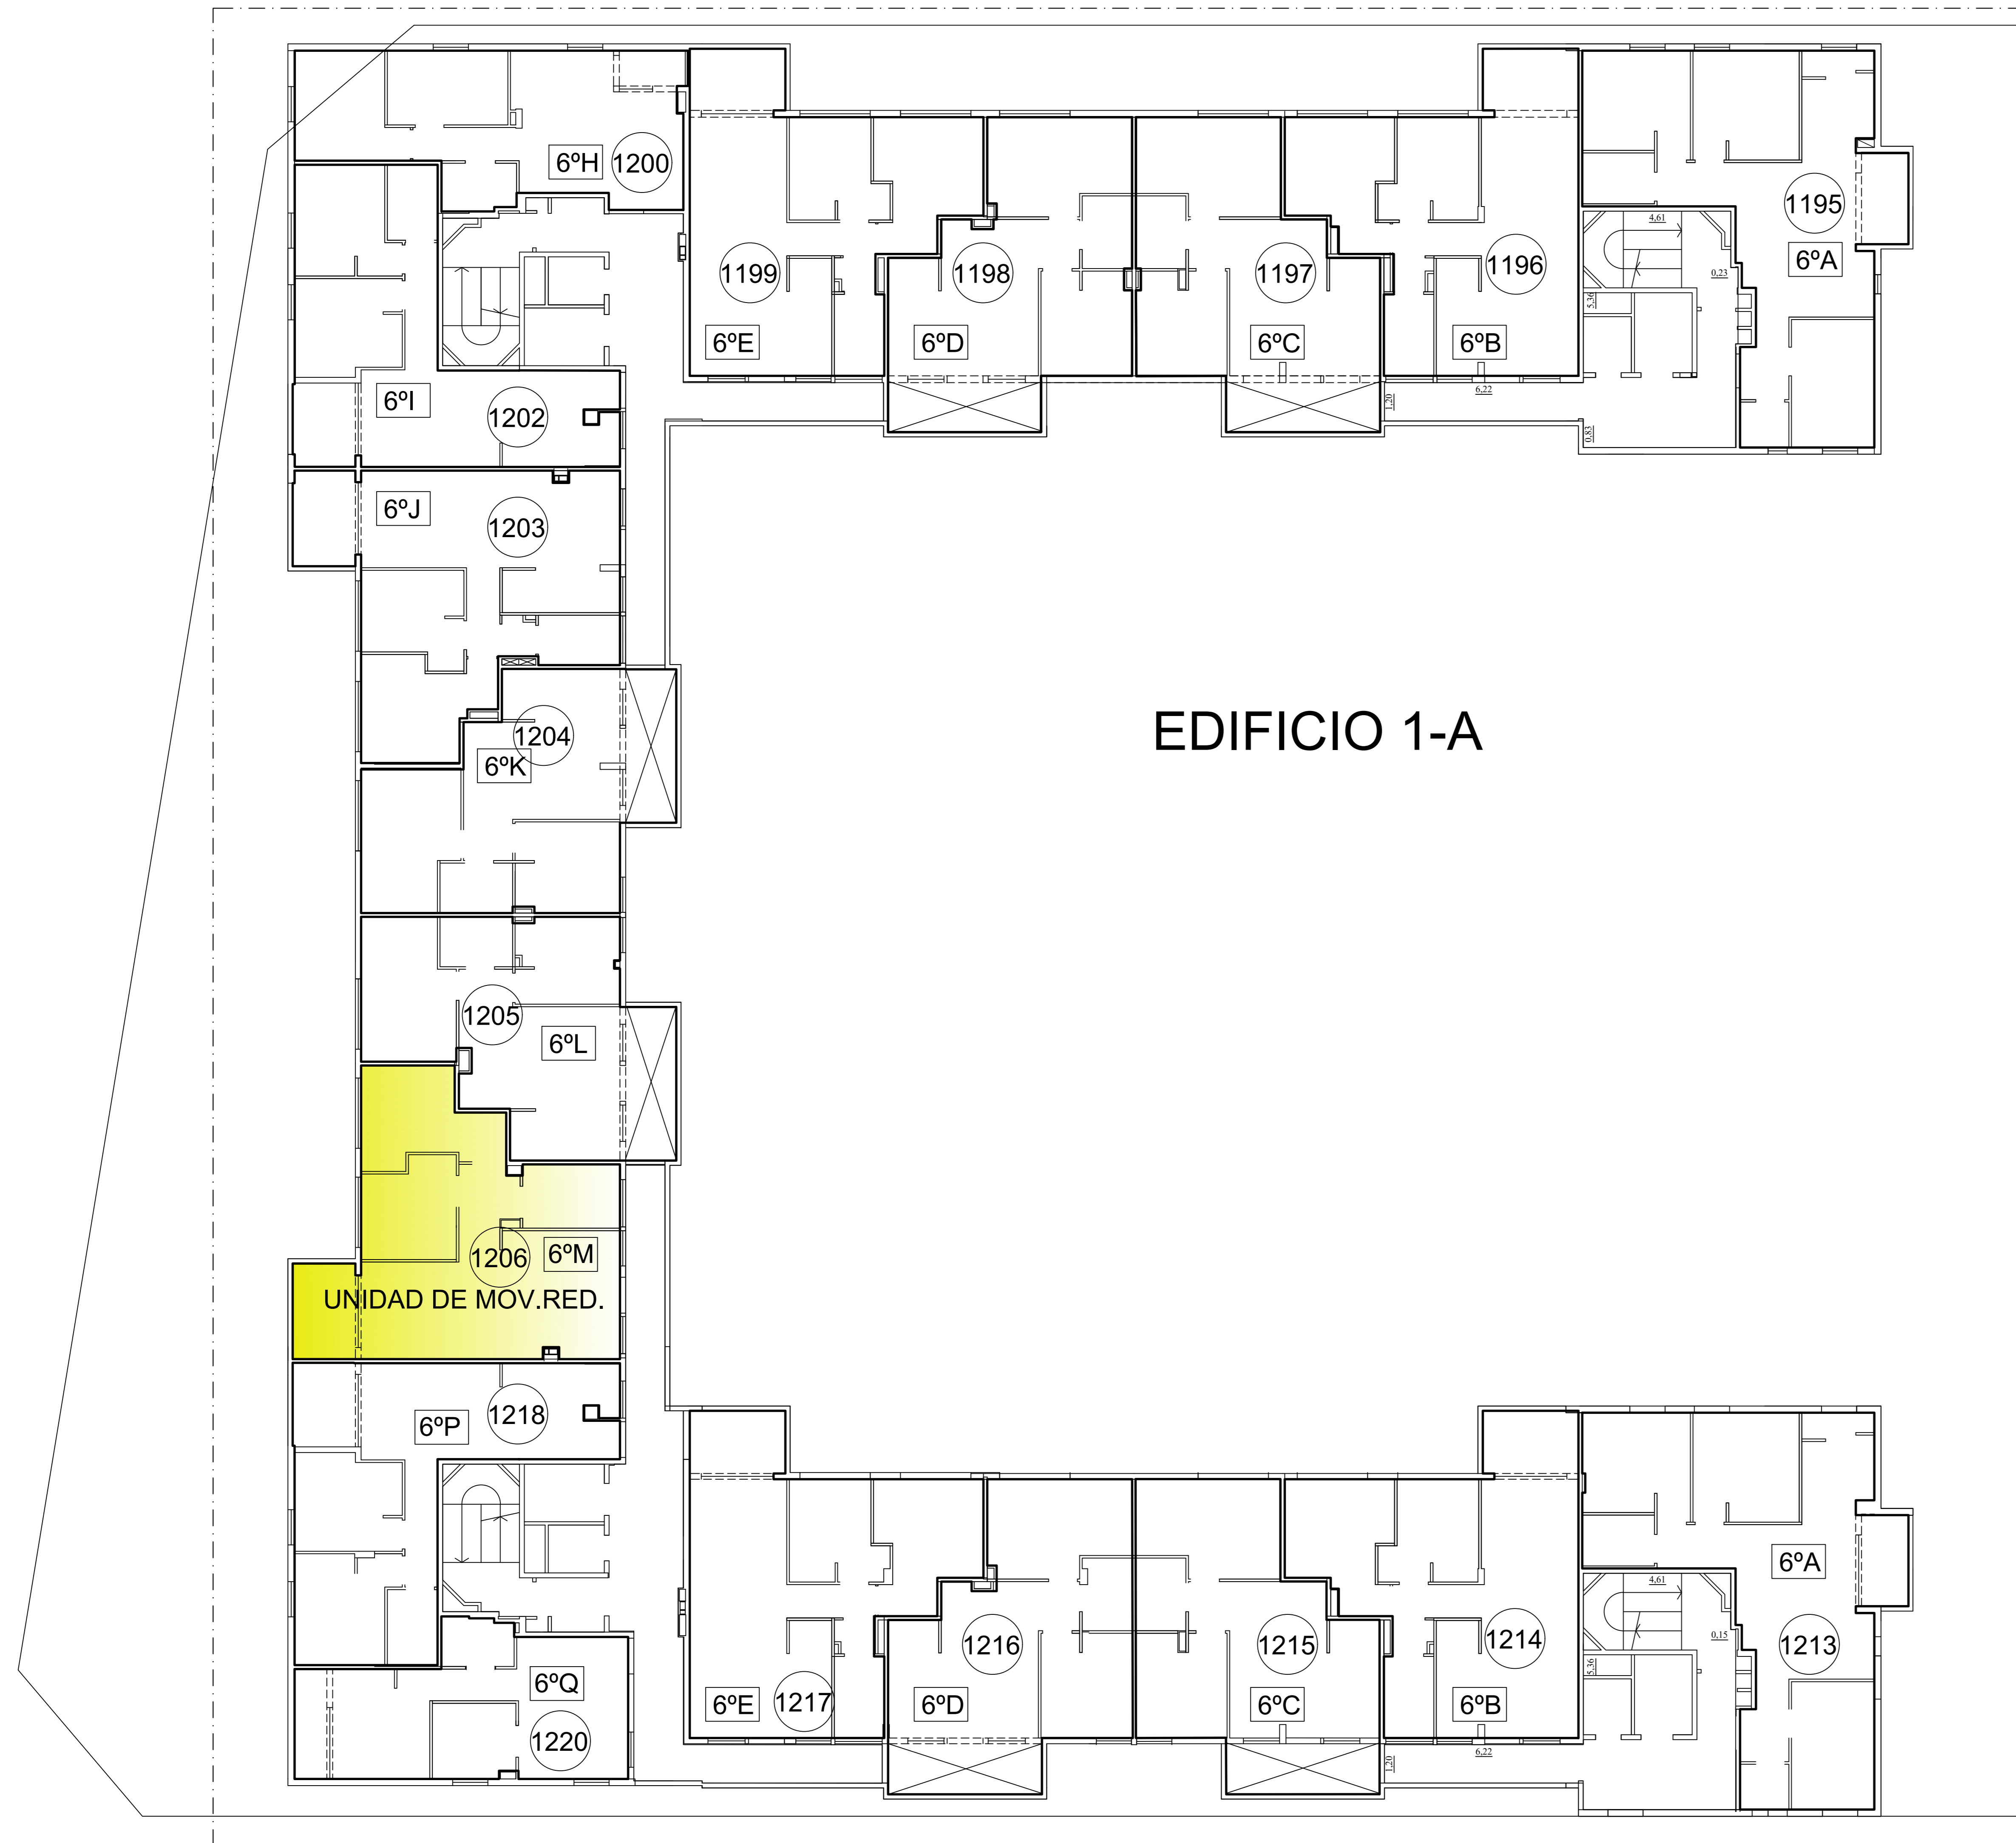 6ºH
1200
1195
4,61
6ºA
1199
1198
1197
1196
0,23
5,36
6ºE
6ºD
6ºC
6ºB
6ºI
1202
1,20
6,22
0,83
6ºJ
1203
1204
6ºK
EDIFICIO 1-A
1205
6ºL
1206
6ºM
UNIDAD DE MOV.RED.
6ºP
1218
6ºA
4,61
1216
1215
1214
0,15
1213
5,36
6ºQ
1217
6ºE
6ºD
6ºC
6ºB
1220
1,20
6,22